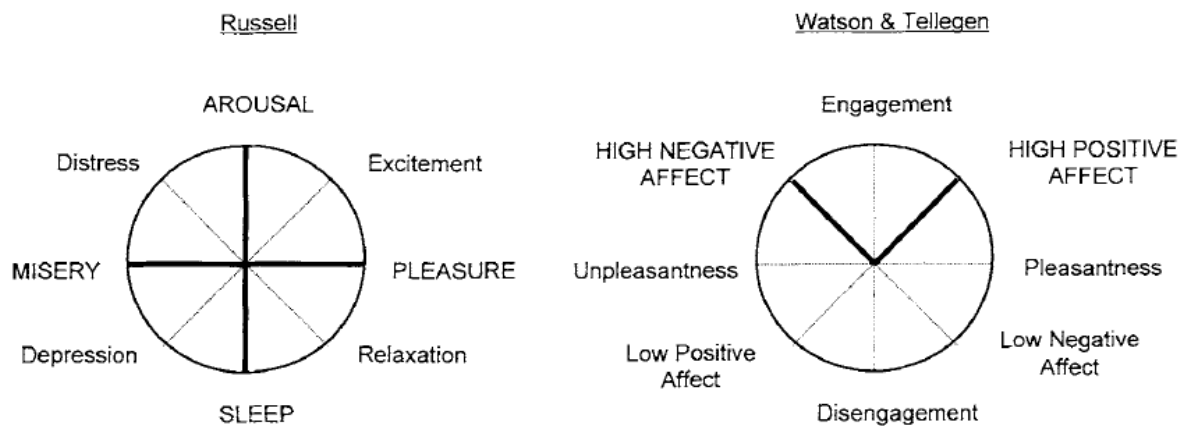 Russell
AROUSAL
Distress
Excitement
MISERY
PLEASURE
Depression
Relaxation
SLEEP
Watson & Tellegen
Engagement
HIGH NEGATIVE
AFFECT
HIGH POSITIVE
AFFECT
Unpleasantness
Pleasantness
Low Positive
Affect
Low Negative
Affect
Disengagement